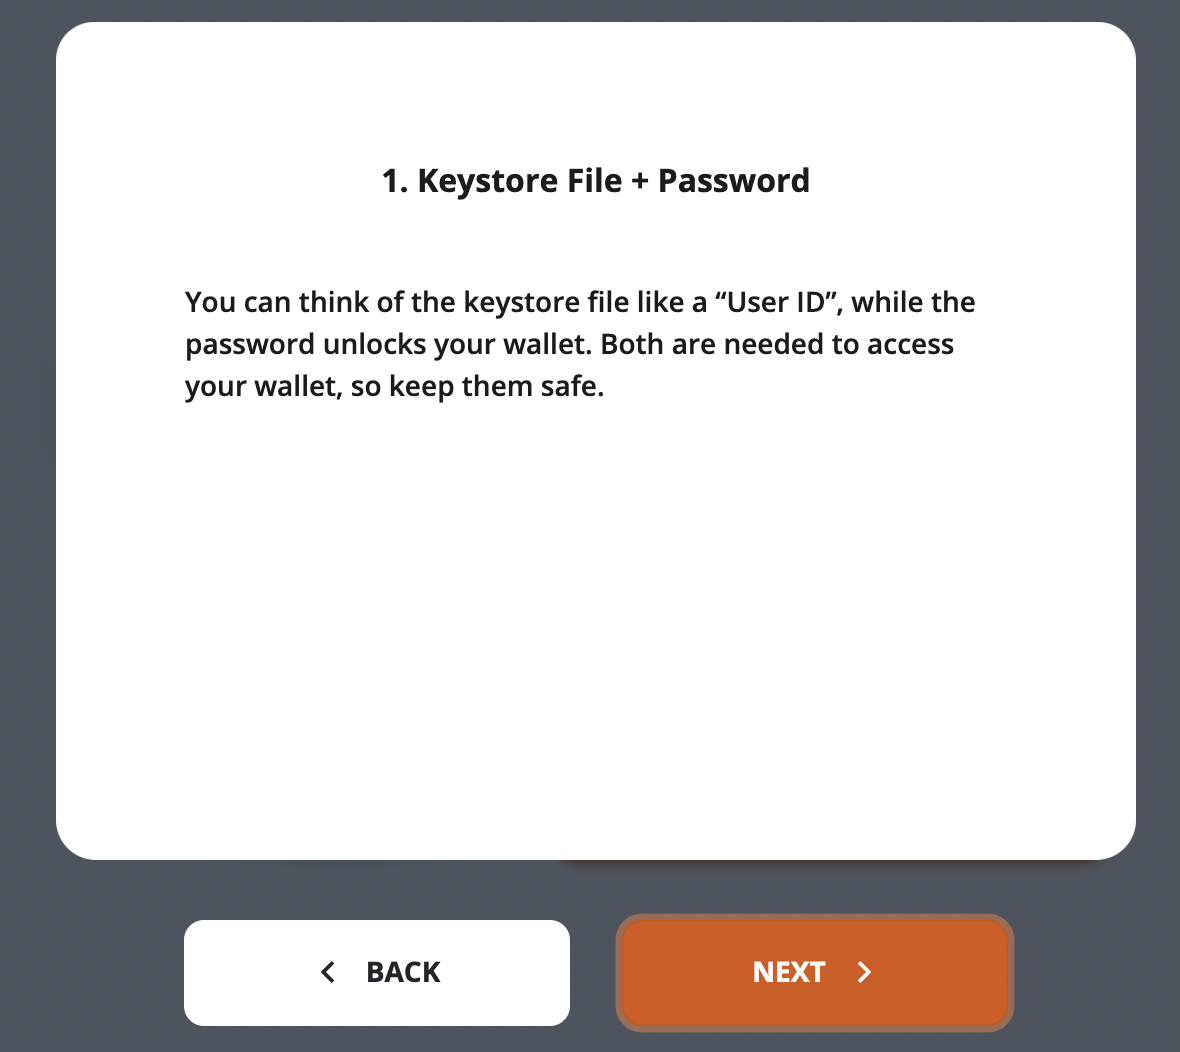 1. Keystore File + Password
You can think of the keystore file like a “User ID”, while the
password unlocks your wallet. Both are needed to access
your wallet, so keep them safe.
BACK
NEXT